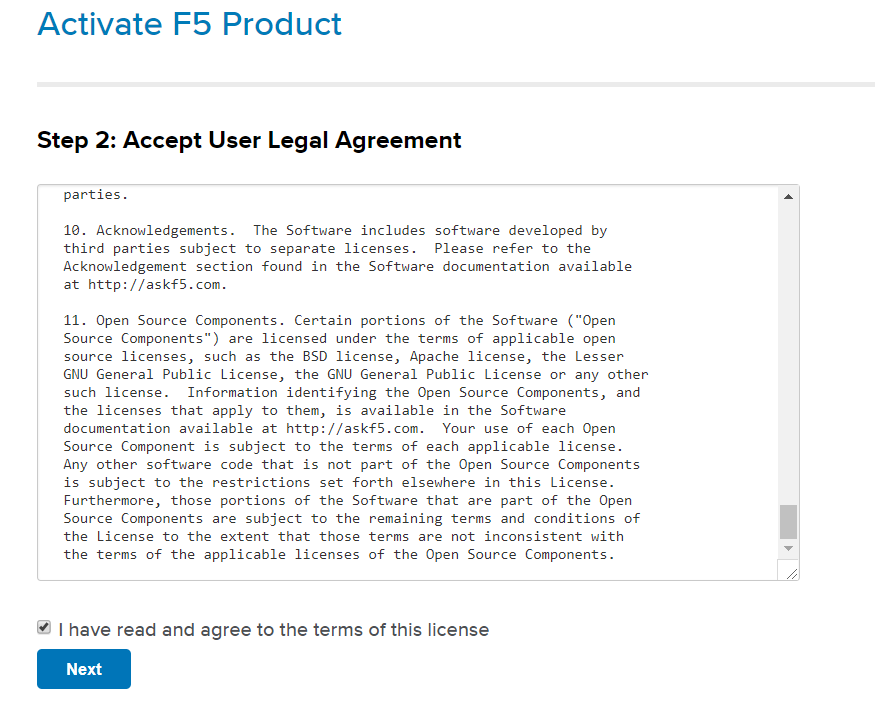 Activate F5 Product
Step 2: Accept User Legal Agreement
parties.
10. Acknowledgements.  The Software includes software developed by
third parties subject to separate licenses.  Please refer to the
Acknowledgement section found in the Software documentation available
at http://askf5.com.
11. Open Source Components. Certain portions of the Software ("Open
Source Components") are licensed under the terms of applicable open
source licenses, such as the BSD license, Apache license, the Lesser
GNU General Public License, the GNU General Public License or any other
such license.  Information identifying the Open Source Components, and
the licenses that apply to them, is available in the Software
documentation available at http://askf5.com.  Your use of each Open
Source Component is subject to the terms of each applicable license.
Any other software code that is not part of the Open Source Components
is subject to the restrictions set forth elsewhere in this License.
Furthermore, those portions of the Software that are part of the Open
Source Components are subject to the remaining terms and conditions of
the License to the extent that those terms are not inconsistent with
the terms of the applicable licenses of the Open Source Components.
I have read and agree to the terms of this license
Next